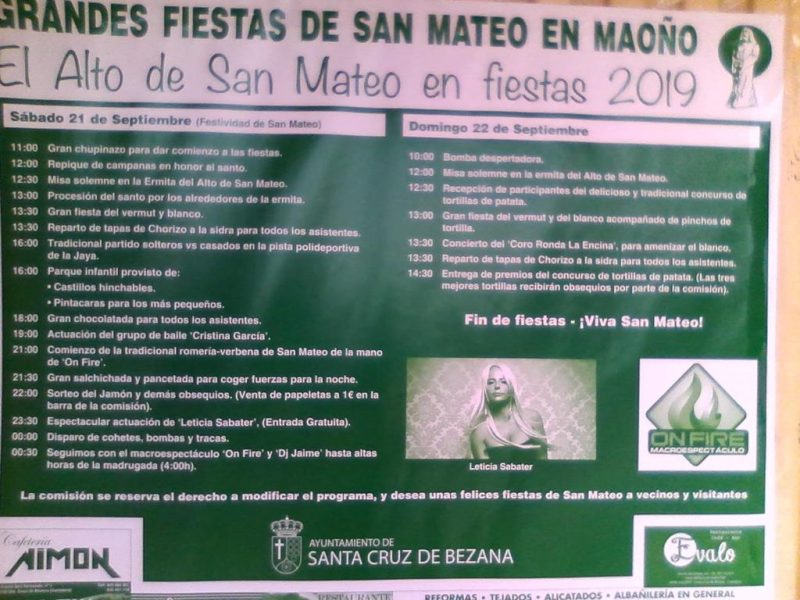 GRANDES FIESTAS DE SAN MATEO EN MAOÑO
El Alto de San Mateo en fiestas 2019
Sábado 21 de Septiembre (Festividad de San Mateo)
11:00 Gran chupinazo para dar comienzo a las fiestas.
12:00 Repique de campanas en honor al santo.
12:30 Misa solemne en la Ermita del Alto de San Mateo.
13:00 Procesión del santo por los alrededores de la ermita.
13:30 Gran fiesta del vermut y blanco.
13:30 Reparto de tapas de Chorizo a la sidra para todos los asistentes.
16:00 Tradicional partido solteros vs casados en la pista polideportiva
de la Jaya.
16:00 Parque infantil provisto de:
• Castillos hinchables.
• Pintacaras para los más pequeños.
18:00 Gran chocolatada para todos los asistentes.
19:00 Actuación del grupo de baile 'Cristina García'.
21:00 Comienzo de la tradicional romería-verbena de San Mateo de la mano
de 'On Fire'.
21:30 Gran salchichada y pancetada para coger fuerzas para la noche.
22:00 Sorteo del Jamón y demás obsequios. (Venta de papeletas a 1€ en la
barra de la comisión).
23:30 Espectacular actuación de 'Leticia Sabater', (Entrada Gratuita).
00:00 Disparo de cohetes, bombas y tracas.
00:30 Seguimos con el macroespectáculo 'On Fire' y 'Dj Jaime' hasta altas
horas de la madrugada (4:00h).
Domingo 22 de Septiembre
10:00 Bomba despertadora.
12:00 Misa solemne en la ermita del Alto de San Mateo.
12:30 Recepción de participantes del delicioso y tradicional concurso de
tortillas de patata.
13:00 Gran fiesta del vermut y del blanco acompañado de pinchos de
tortilla.
13:30 Concierto del 'Coro Ronda La Encina', para amenizar el blanco.
13:30 Reparto de tapas de Chorizo a la sidra para todos los asistentes.
14:30 Entrega de premios del concurso de tortillas de patata. (Las tres
mejores tortillas recibirán obsequios por parte de la comisión).
Fin de fiestas - ¡Viva San Mateo!
Leticia Sabater
ON FIRE
MACROESPECTÁCULO
La comisión se reserva el derecho a modificar el programa, y desea unas felices fiestas de San Mateo a vecinos y visitantes
Cafetería
NIMON
AYUNTAMIENTO DE
SANTA CRUZ DE BEZANA
Evalo
RESTAURANTE
REFORMAS • TEJADOS • ALICATADOS • ALBAÑILERÍA EN GENERAL